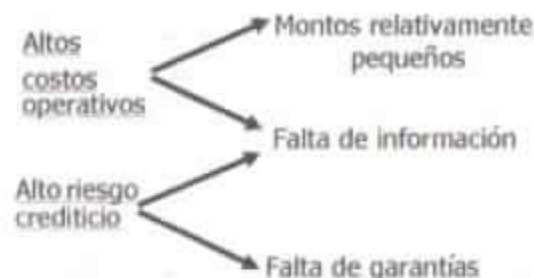 Altos
costos
operativos
Montos relativamente
pequeños
Falta de información
Alto riesgo
crediticio
Falta de garantías